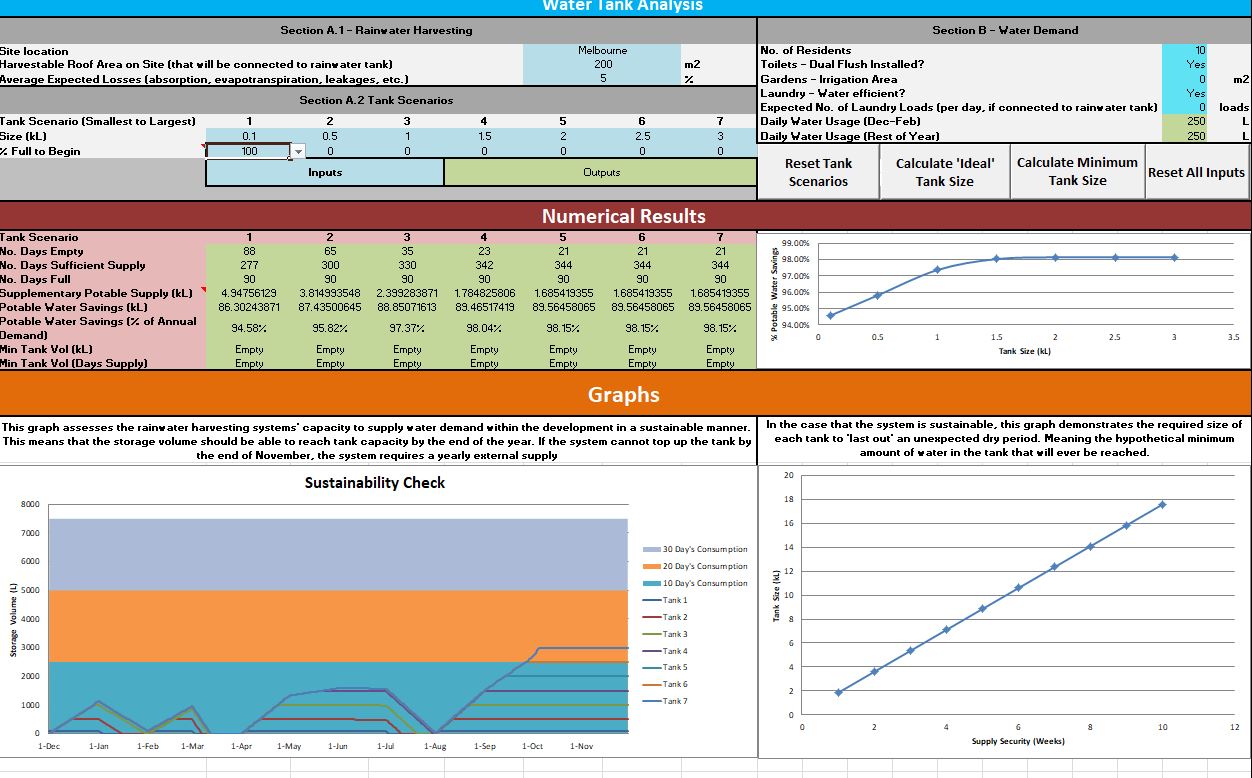 Water Tank Analysis
Section A.1 - Rainwater Harvesting
Site location Melbourne
Harvestable Roof Area on Site (that will be connected to rainwater tank) 200 m2
Average Expected Losses (absorption, evapotranspiration, leakages, etc.) 5 %
Section A.2 Tank Scenarios
Tank Scenario (Smallest to Largest) 1 2 3 4 5 6 7
Size (kL) 0.1 0.5 1 1.5 2 2.5 3
% Full to Begin 100 0 0 0 0 0 0
Inputs Outputs
Section B - Water Demand
No. of Residents 10
Toilets - Dual Flush Installed? Yes
Gardens - Irrigation Area 0 m2
Laundry - Water efficient? Yes
Expected No. of Laundry Loads (per day, if connected to rainwater tank) 0 loads
Daily Water Usage (Dec-Feb) 250 L
Daily Water Usage (Rest of Year) 250 L
Reset Tank
Scenarios
Calculate 'Ideal'
Tank Size
Calculate Minimum
Tank Size
Reset All Inputs
Numerical Results
Tank Scenario 1 2 3 4 5 6 7
No. Days Empty 88 65 35 23 21 21 21
No. Days Sufficient Supply 277 300 330 342 344 344 344
No. Days Full 90 90 90 90 90 90 90
Supplementary Potable Supply (kL) 4.94756129 3.814993548 2.399283871 1.784825806 1.685419355 1.685419355 1.685419355
Potable Water Savings (kL) 86.30243871 87.43500645 88.85071613 89.46517419 89.56458065 89.56458065 89.56458065
Potable Water Savings (% of Annual
Demand) 94.58% 95.82% 97.37% 98.04% 98.15% 98.15% 98.15%
Min Tank Vol (kL) Empty Empty Empty Empty Empty Empty Empty
Min Tank Vol (Days Supply) Empty Empty Empty Empty Empty Empty Empty
% Potable Water Savings
99.00%
98.00%
97.00%
96.00%
95.00%
94.00%
0 0.5 1 1.5 2 2.5 3 3.5
Tank Size (kL)
Graphs
This graph assesses the rainwater harvesting systems' capacity to supply water demand within the development in a sustainable manner.
This means that the storage volume should be able to reach tank capacity by the end of the year. If the system cannot top up the tank by
the end of November, the system requires a yearly external supply
In the case that the system is sustainable, this graph demonstrates the required size of
each tank to 'last out' an unexpected dry period. Meaning the hypothetical minimum
amount of water in the tank that will ever be reached.
Sustainability Check
Storage Volume (L)
8000
7000
6000
5000
4000
3000
2000
1000
0
1-Dec 1-Jan 1-Feb 1-Mar 1-Apr 1-May 1-Jun 1-Jul 1-Aug 1-Sep 1-Oct 1-Nov
30 Day's Consumption
20 Day's Consumption
10 Day's Consumption
Tank 1
Tank 2
Tank 3
Tank 4
Tank 5
Tank 6
Tank 7
Tank Size (kL)
20
18
16
14
12
10
8
6
4
2
0
0 2 4 6 8 10 12
Supply Security (Weeks)